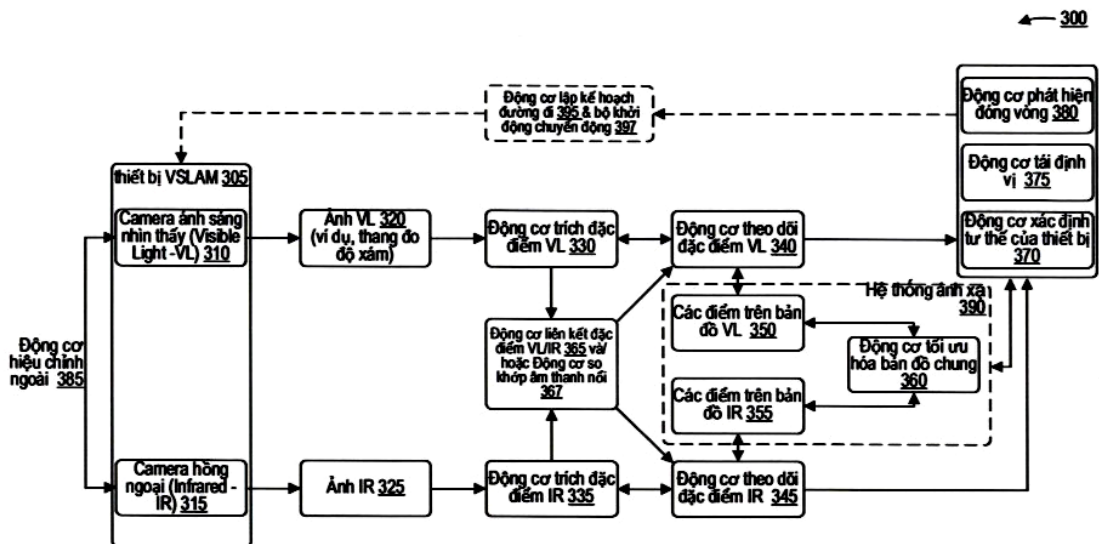 300
Động cơ lập kế hoạch
đường đi 395 & bộ khởi
động chuyển động 397
Động cơ phát hiện
đóng vòng 380
Động cơ tái định
vị 375
Động cơ xác định
tư thế của thiết bị
370
thiết bị VSLAM 305
Camera ánh sáng
nhìn thấy (Visible
Light -VL) 310
Ảnh VL 320
(ví dụ, thang đo
độ xám)
Động cơ trích đặc
điểm VL 330
Động cơ theo dõi
đặc điểm VL 340
Hệ thống ánh xạ
390
Các điểm trên bản
đồ VL 350
Động cơ tối ưu
hóa bản đồ chung
360
Các điểm trên bản
đồ IR 355
Động cơ liên kết đặc
điểm VL/IR 365 và/
hoặc Động cơ so
khớp âm thanh nổi
367
Động cơ
hiệu chỉnh
ngoài 385
Camera hồng
ngoại (Infrared -
IR) 315
Ảnh IR 325
Động cơ trích đặc
điểm IR 335
Động cơ theo dõi
đặc điểm IR 345